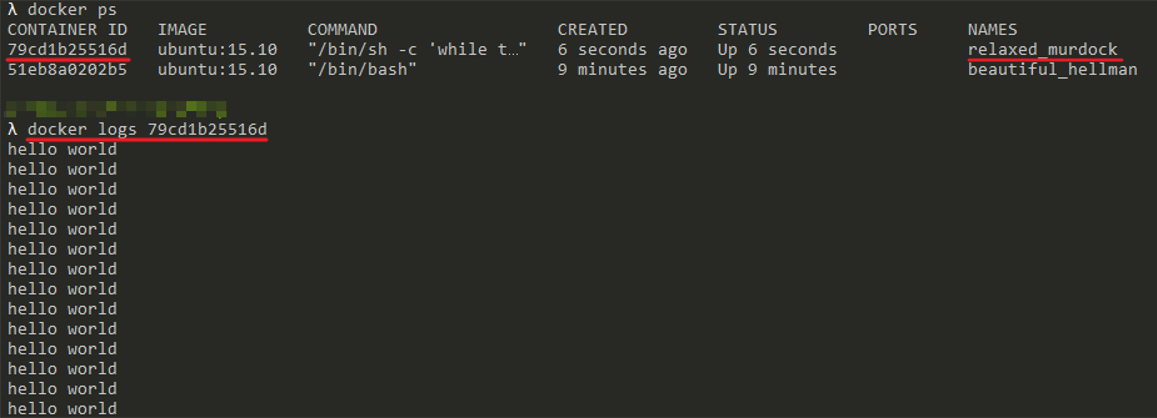 λ docker ps
CONTAINER ID   IMAGE          COMMAND                  CREATED         STATUS         PORTS     NAMES
79cd1b25516d   ubuntu:15.10   "/bin/sh -c 'while t…"   6 seconds ago   Up 6 seconds             relaxed_murdock
51eb8a0202b5   ubuntu:15.10   "/bin/bash"              9 minutes ago   Up 9 minutes             beautiful_hellman
λ docker logs 79cd1b25516d
hello world
hello world
hello world
hello world
hello world
hello world
hello world
hello world
hello world
hello world
hello world
hello world
hello world
hello world